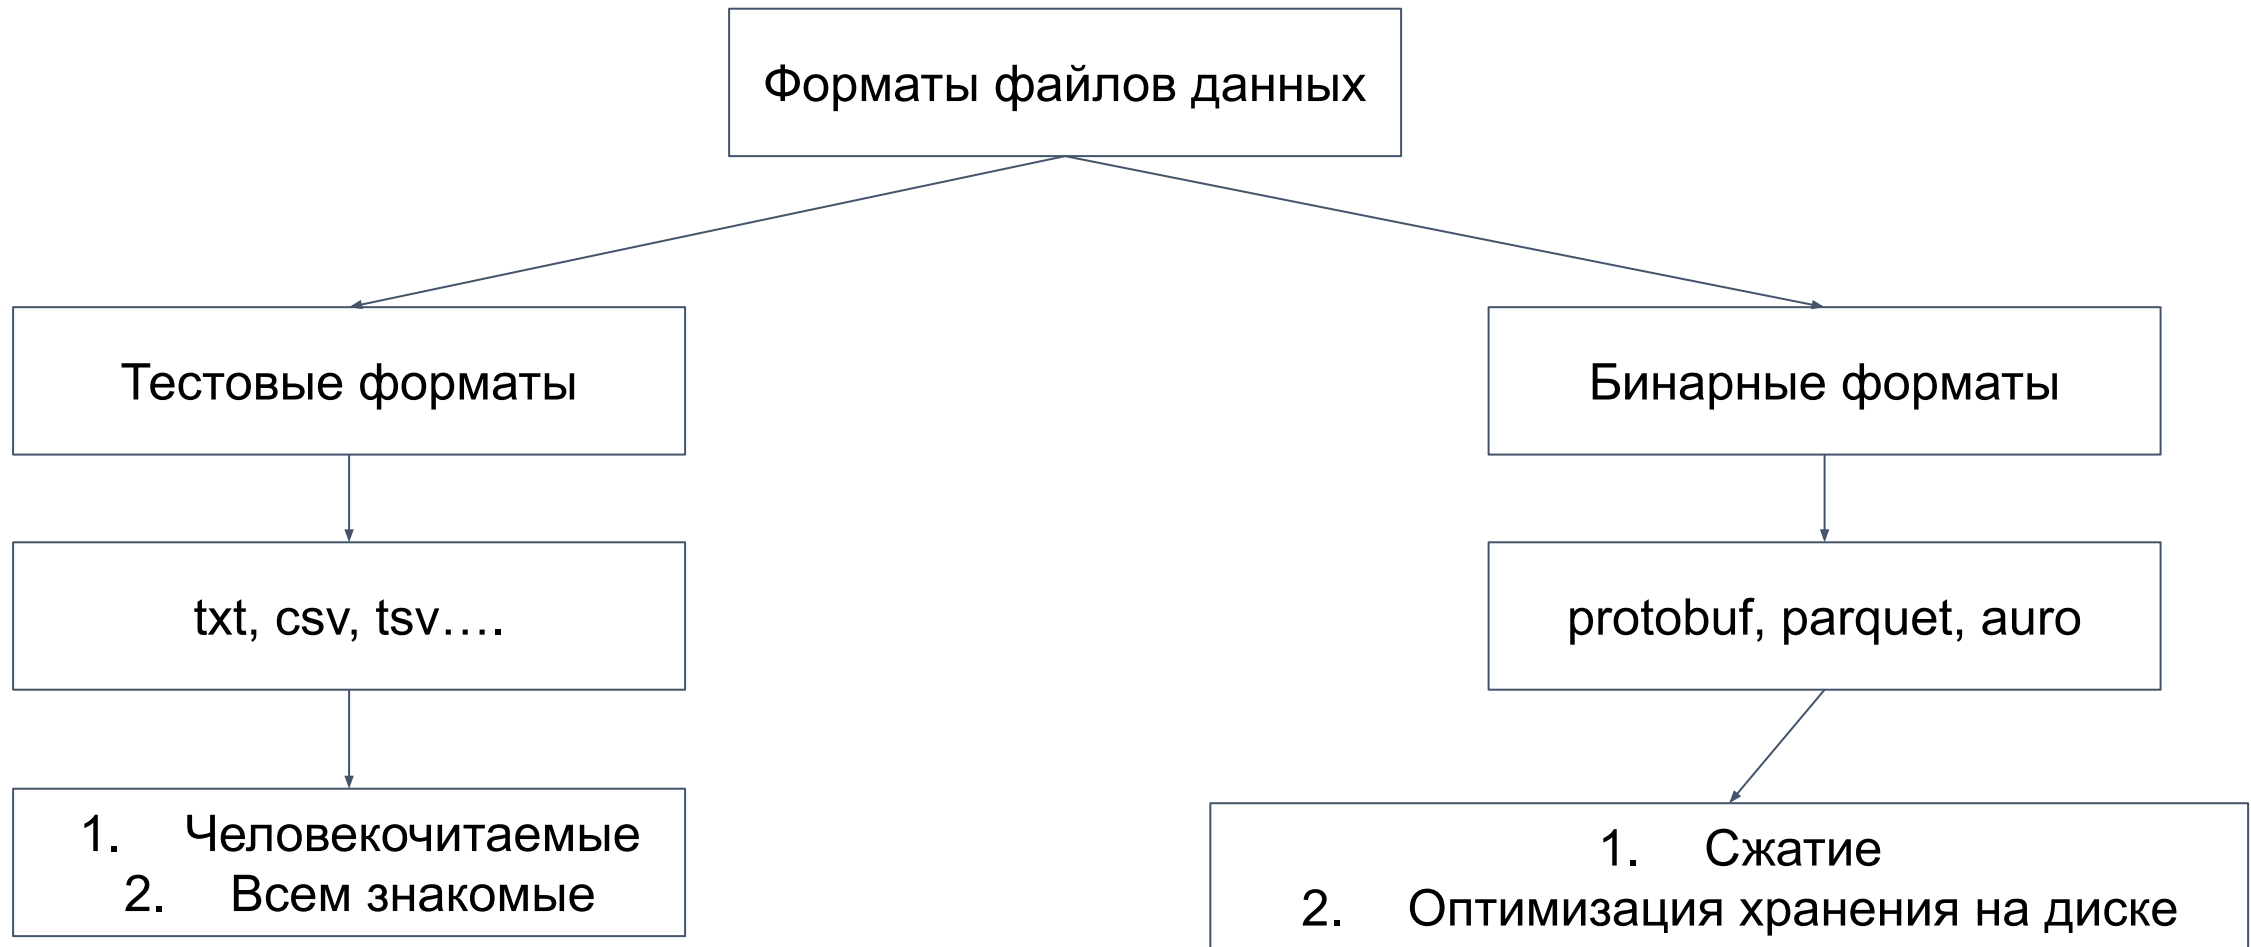 Форматы файлов данных
Тестовые форматы
Бинарные форматы
txt, csv, tsv….
protobuf, parquet, auro
1. Человекочитаемые
2. Всем знакомые
1. Сжатие
2. Оптимизация хранения на диске